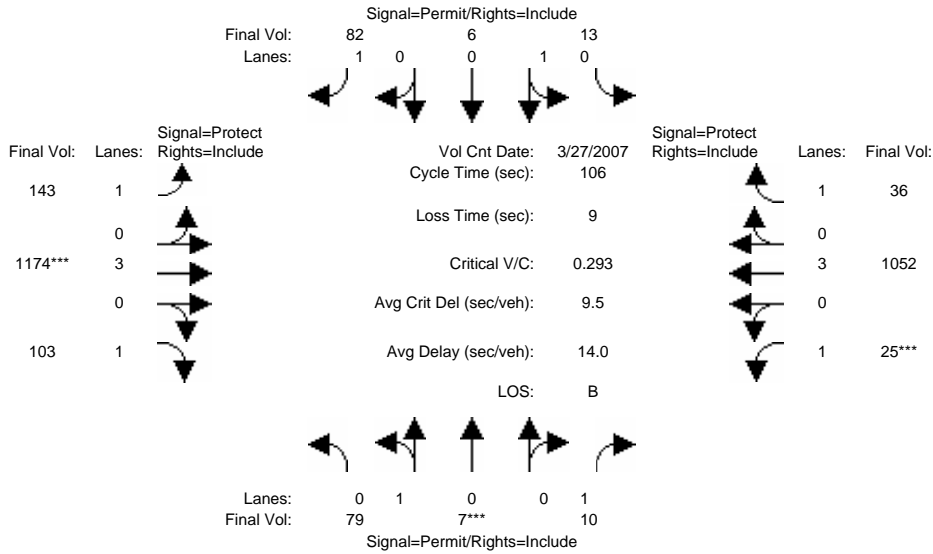 Signal=Permit/Rights=Include
Final Vol: 82 6 13
Lanes: 1 0 0 1 0
Signal=Protect
Final Vol: Lanes: Rights=Include
Vol Cnt Date: 3/27/2007
Signal=Protect
Rights=Include Lanes: Final Vol:
Cycle Time (sec): 106
143 1
1 36
Loss Time (sec): 9
0
0
1174*** 3
Critical V/C: 0.293
3 1052
0
Avg Crit Del (sec/veh): 9.5
0
103 1
Avg Delay (sec/veh): 14.0
1 25***
LOS: B
Lanes: 0 1 0 0 1
Final Vol: 79 7*** 10
Signal=Permit/Rights=Include